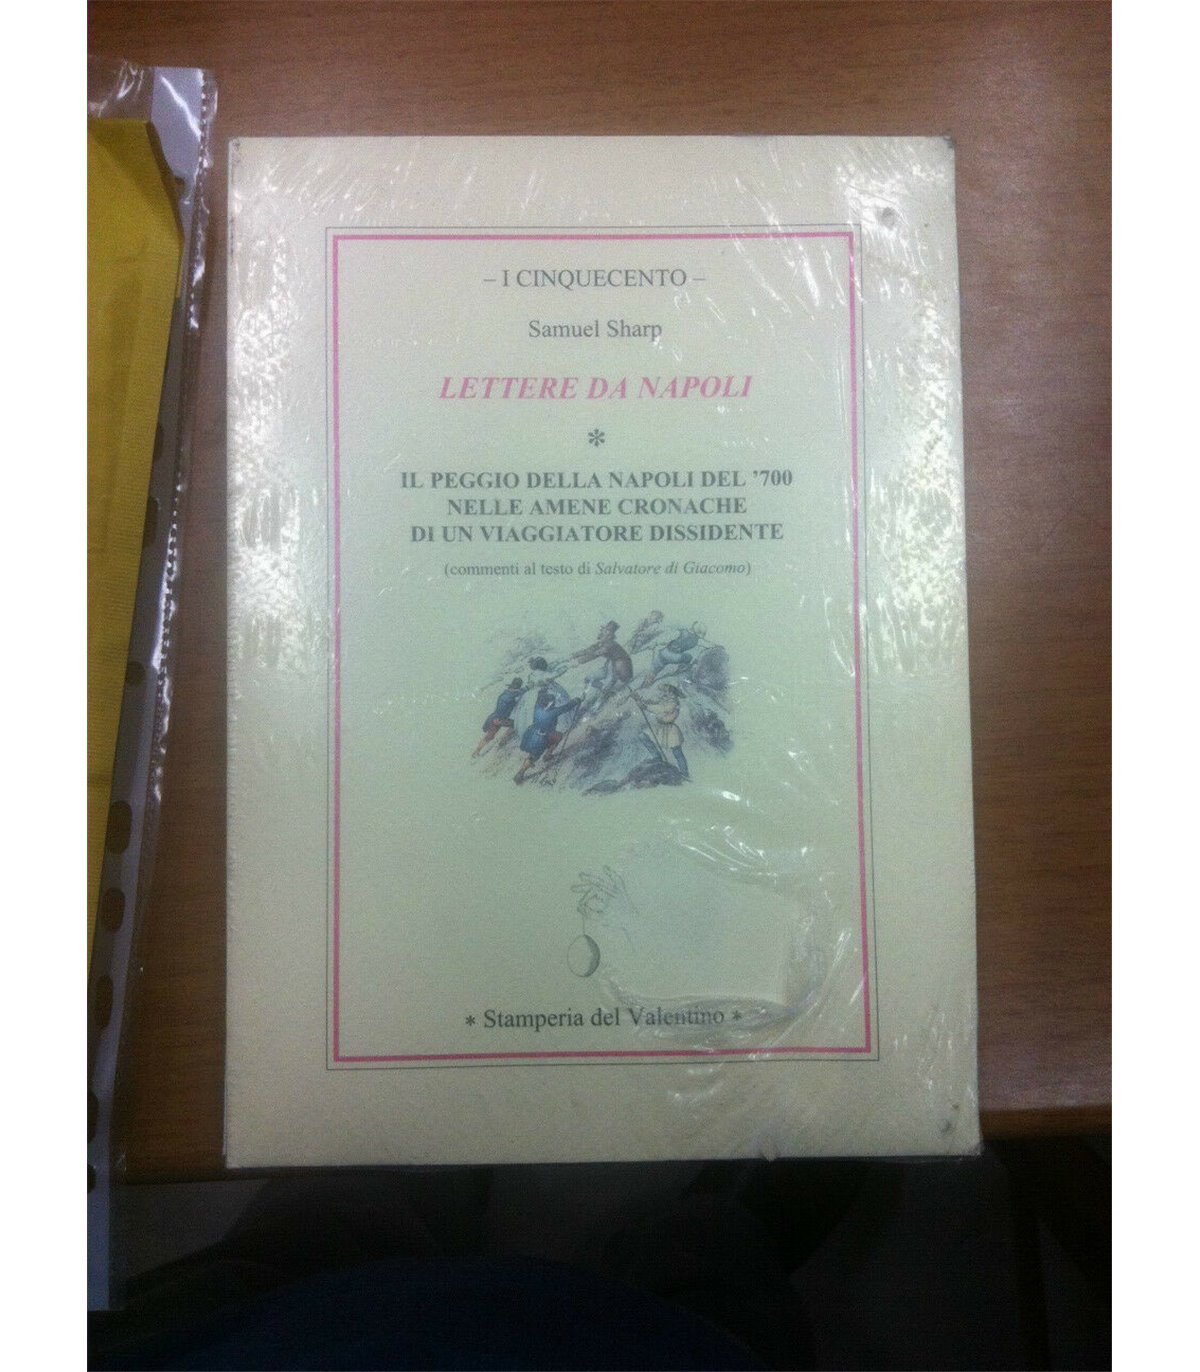 – I CINQUECENTO –
Samuel Sharp
LETTERE DA NAPOLI
*
IL PEGGIO DELLA NAPOLI DEL ’700
NELLE AMENE CRONACHE
DI UN VIAGGIATORE DISSIDENTE
(commenti al testo di Salvatore di Giacomo)
* Stamperia del Valentino *